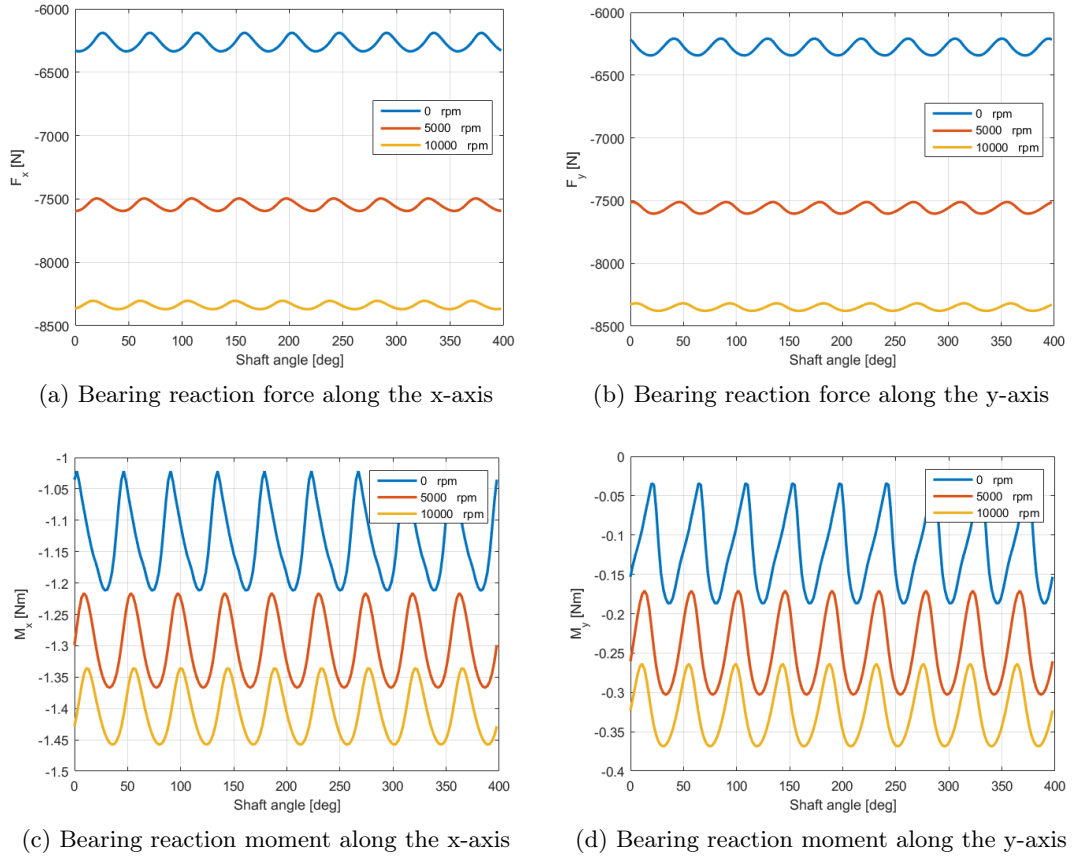 -6000
-6500
-7000
-7500
-8000
-8500
F_x [N]
0 rpm
5000 rpm
10000 rpm
0 50 100 150 200 250 300 350 400
Shaft angle [deg]
(a) Bearing reaction force along the x-axis
-6000
-6500
-7000
-7500
-8000
-8500
F_y [N]
0 rpm
5000 rpm
10000 rpm
0 50 100 150 200 250 300 350 400
Shaft angle [deg]
(b) Bearing reaction force along the y-axis
-1
-1.05
-1.1
-1.15
-1.2
-1.25
-1.3
-1.35
-1.4
-1.45
-1.5
M_x [Nm]
0 rpm
5000 rpm
10000 rpm
0 50 100 150 200 250 300 350 400
Shaft angle [deg]
(c) Bearing reaction moment along the x-axis
0
-0.05
-0.1
-0.15
-0.2
-0.25
-0.3
-0.35
-0.4
M_y [Nm]
0 rpm
5000 rpm
10000 rpm
0 50 100 150 200 250 300 350 400
Shaft angle [deg]
(d) Bearing reaction moment along the y-axis